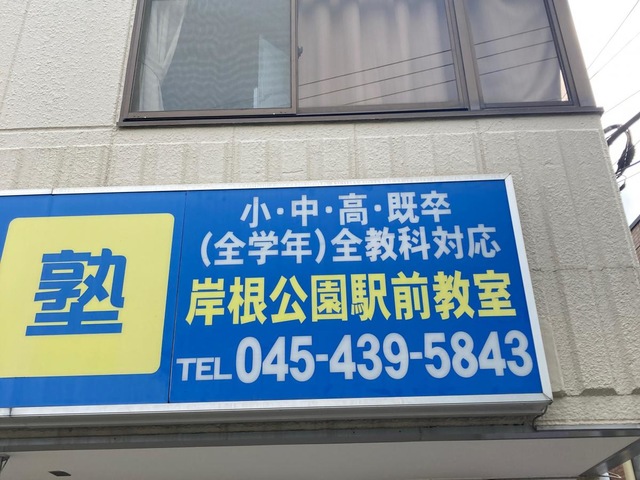 塾
小・中・高・既卒
(全学年)全教科対応
岸根公園駅前教室
TEL 045-439-5843